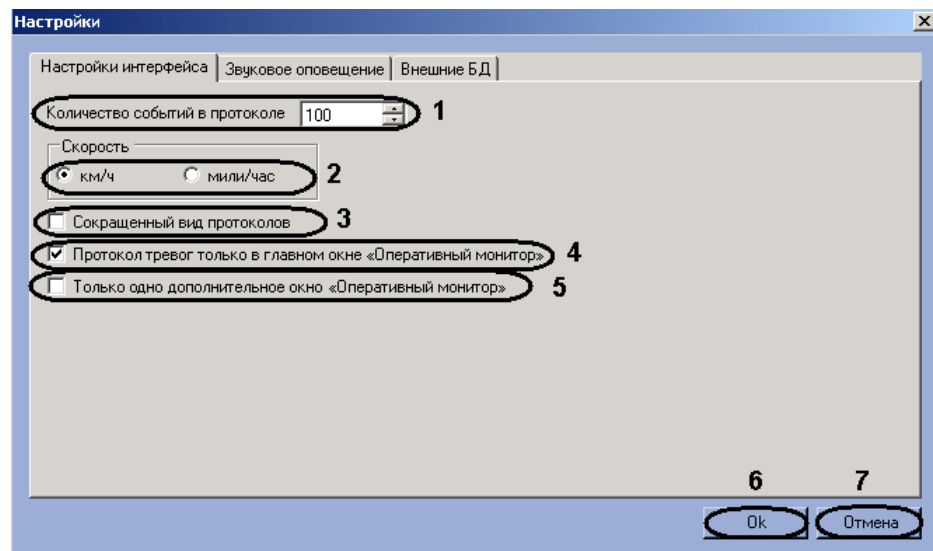 Настройки
Настройки интерфейса Звуковое оповещение Внешние БД
Количество событий в протоколе 100 1
Скорость
км/ч мили/час 2
Сокращенный вид протоколов 3
Протокол тревог только в главном окне «Оперативный монитор» 4
Только одно дополнительное окно «Оперативный монитор» 5
6 7
Ok Отмена